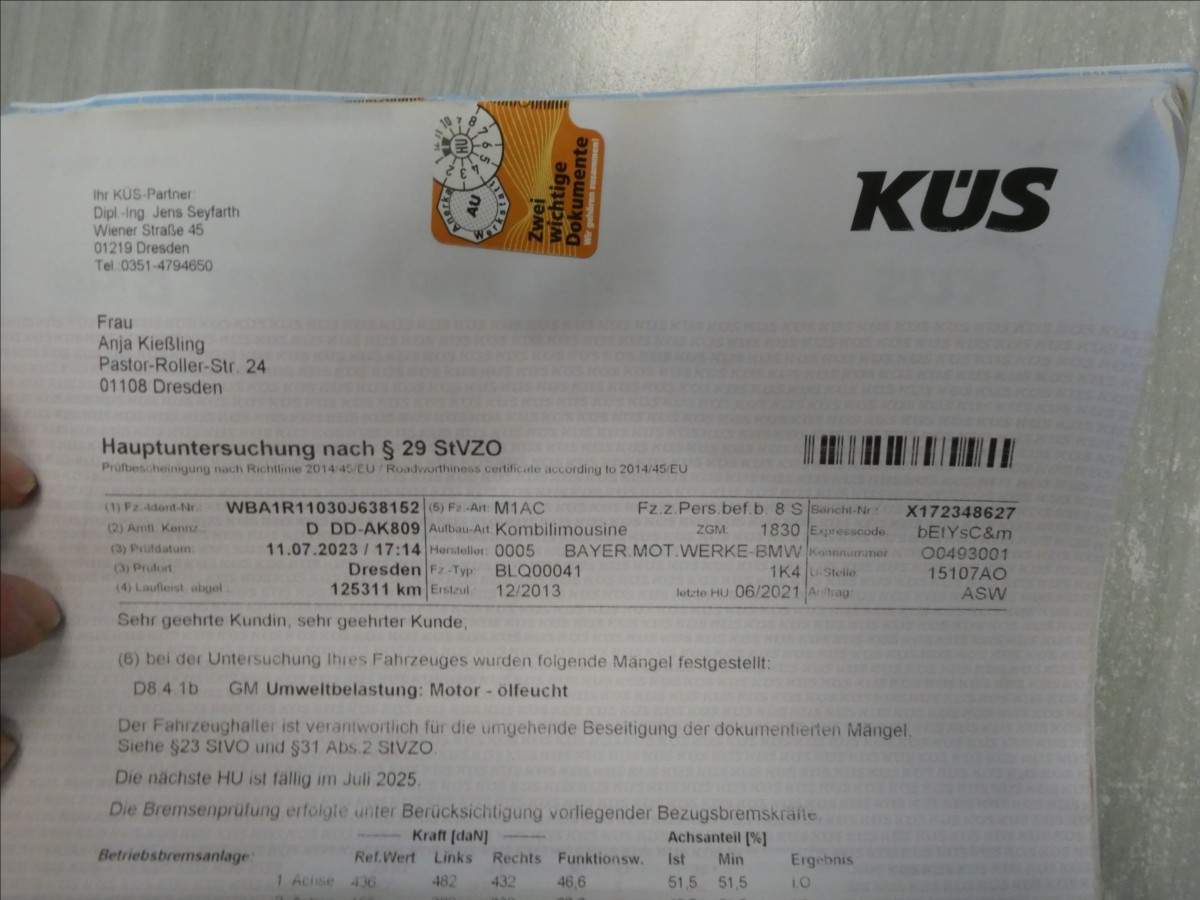 KÜS
Ihr KÜS-Partner:
Dipl.-Ing. Jens Seyfarth
Wiener Straße 45
01219 Dresden
Tel.:0351-4794650
HU
AU
Zwei
wichtige
Dokumente
Wir gehören zusammen!
Frau
Anja Kießling
Pastor-Roller-Str. 24
01108 Dresden
Hauptuntersuchung nach § 29 StVZO
Prüfbescheinigung nach Richtlinie 2014/45/EU / Roadworthiness certificate according to 2014/45/EU
(1) Fz.-Ident-Nr.: WBA1R11030J638152 (5) Fz.-Art: M1AC Fz.z.Pers.bef.b. 8 S Bericht-Nr.: X172348627
(2) Amtl. Kennz.: D DD-AK809 Aufbau-Art: Kombilimousine ZGM: 1830 Expresscode: bEtYsC&m
(3) Prüfdatum: 11.07.2023 / 17:14 Hersteller: 0005 BAYER.MOT.WERKE-BMW Kennnummer O0493001
(3) Prüfort: Dresden Fz.-Typ: BLQ00041 1K4 U-Stelle: 15107AO
(4) Laufleist. abgel.: 125311 km Erstzul. 12/2013 letzte HU: 06/2021 Antrag: ASW
Sehr geehrte Kundin, sehr geehrter Kunde,
(6) bei der Untersuchung Ihres Fahrzeuges wurden folgende Mängel festgestellt:
D8.4.1b GM Umweltbelastung: Motor - ölfeucht
Der Fahrzeughalter ist verantwortlich für die umgehende Beseitigung der dokumentierten Mängel.
Siehe §23 StVO und §31 Abs.2 StVZO.
Die nächste HU ist fällig im Juli 2025.
Die Bremsenprüfung erfolgte unter Berücksichtigung vorliegender Bezugsbremskräfte.
Kraft [daN] Achsanteil [%]
Betriebsbremsanlage: Ref.Wert Links Rechts Funktionsw. Ist Min Ergebnis
1. Achse 436 482 432 46,6 51,5 51,5 i.O